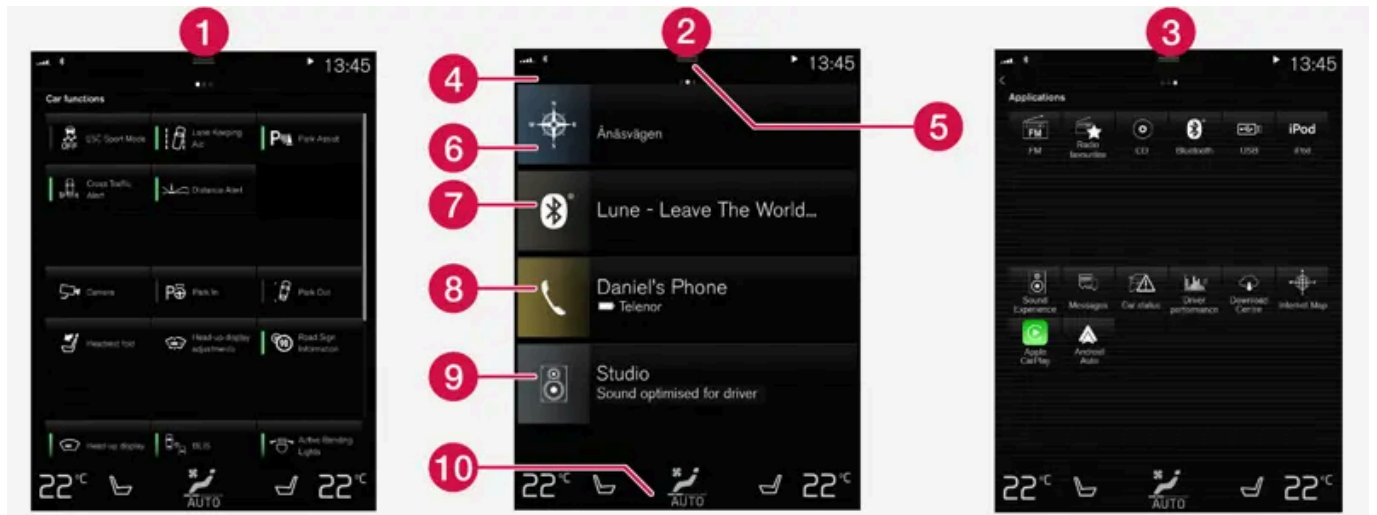 1
13:45
Car functions
OFF
ESC Sport Mode
Lane Keeping
Aid
P
Park Assist
Cross Traffic
Alert
Distance Alert
Camera
P
Park In
Park Out
Headrest fold
Head-up-display
adjustments
90
Road Sign
Information
Head-up display
BLIS
Active Bending
Lights
22°C
AUTO
22°C
2
13:45
4
5
6
Änäsvägen
7
Lune - Leave The World...
8
Daniel's Phone
Telenor
9
Studio
Sound optimised for driver
10
22°C
AUTO
22°C
3
13:45
Applications
FM
FM
Radio
favourites
CD
Bluetooth
USB
iPod
iPod
Sound
Experience
Messages
Car status
Driver
performance
Download
Centre
Internet Map
Apple
CarPlay
Android
Auto
22°C
AUTO
22°C